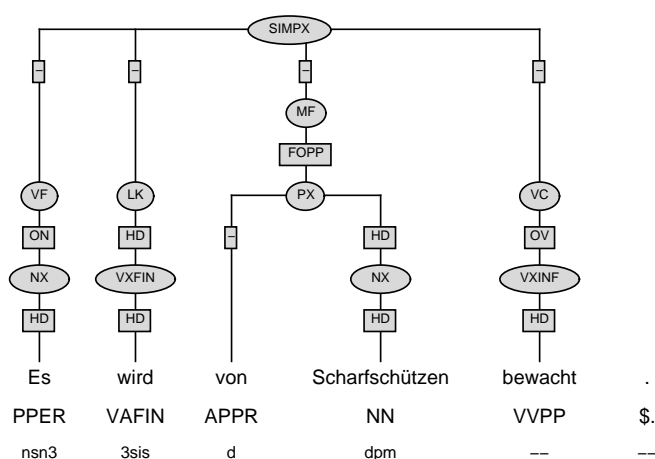 SIMPX
– – – –
MF
FOPP
VF LK PX VC
ON HD – HD OV
NX VXFIN NX VXINF
HD HD HD HD
Es wird von Scharfschützen bewacht .
PPER VAFIN APPR NN VVPP $.
nsn3 3sis d dpm –– ––